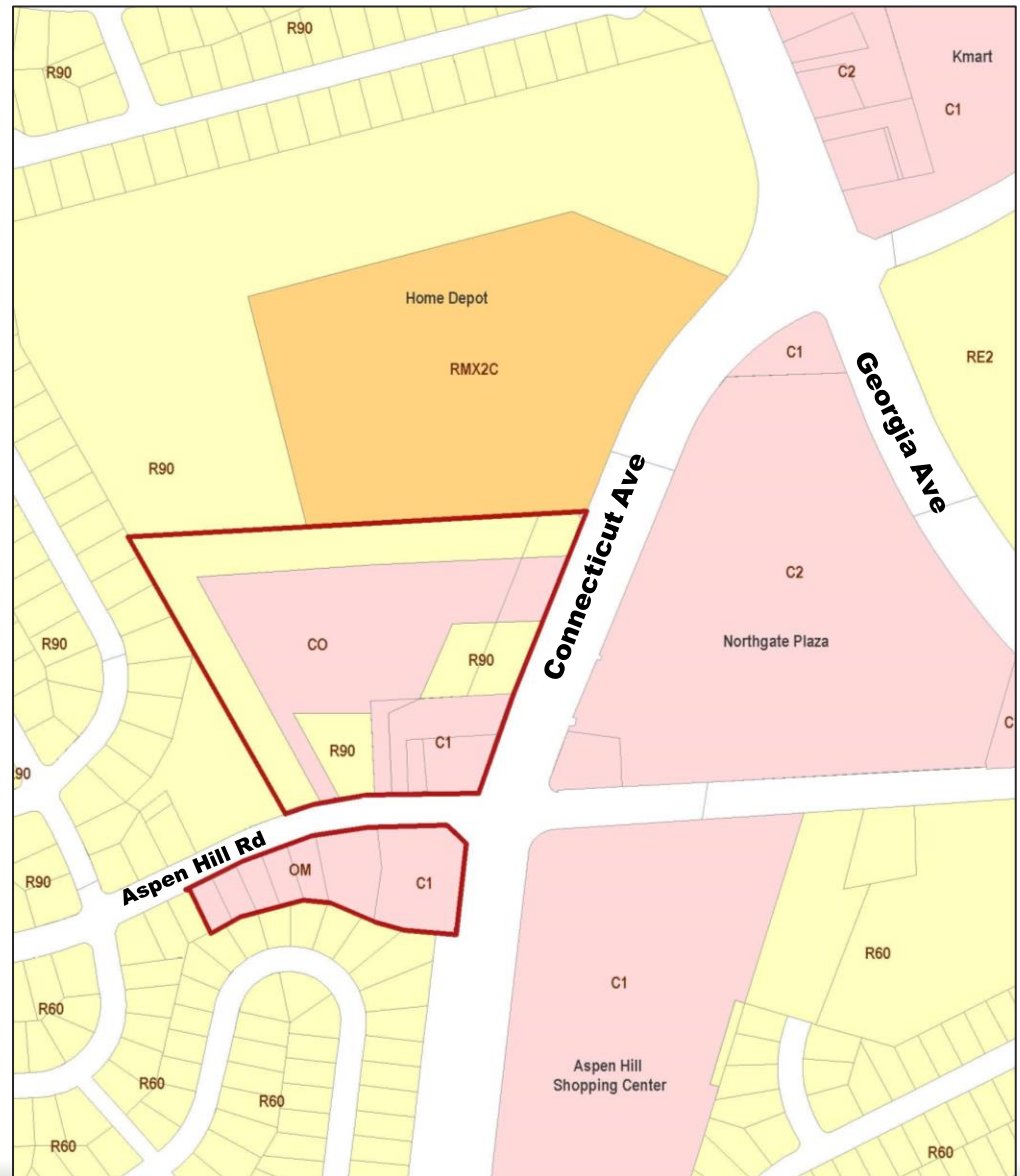 R90
R90
Kmart
C2
C1
Home Depot
C1
RE2
RMX2C
Georgia Ave
R90
Connecticut Ave
C2
CO
R90
Northgate Plaza
R90
R90
C1
C
90
Aspen Hill Rd
OM
C1
R90
R60
C1
R60
Aspen Hill
Shopping Center
R60
R60
R60
R60